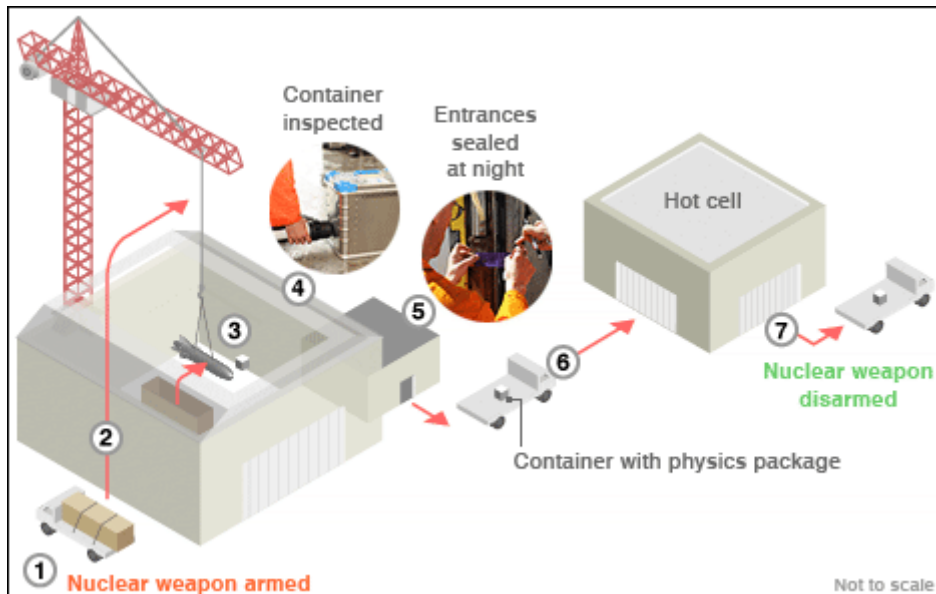 Container
inspected
Entrances
sealed
at night
Hot cell
4
3
5
6
7
Nuclear weapon
disarmed
2
Container with physics package
1
Nuclear weapon armed
Not to scale